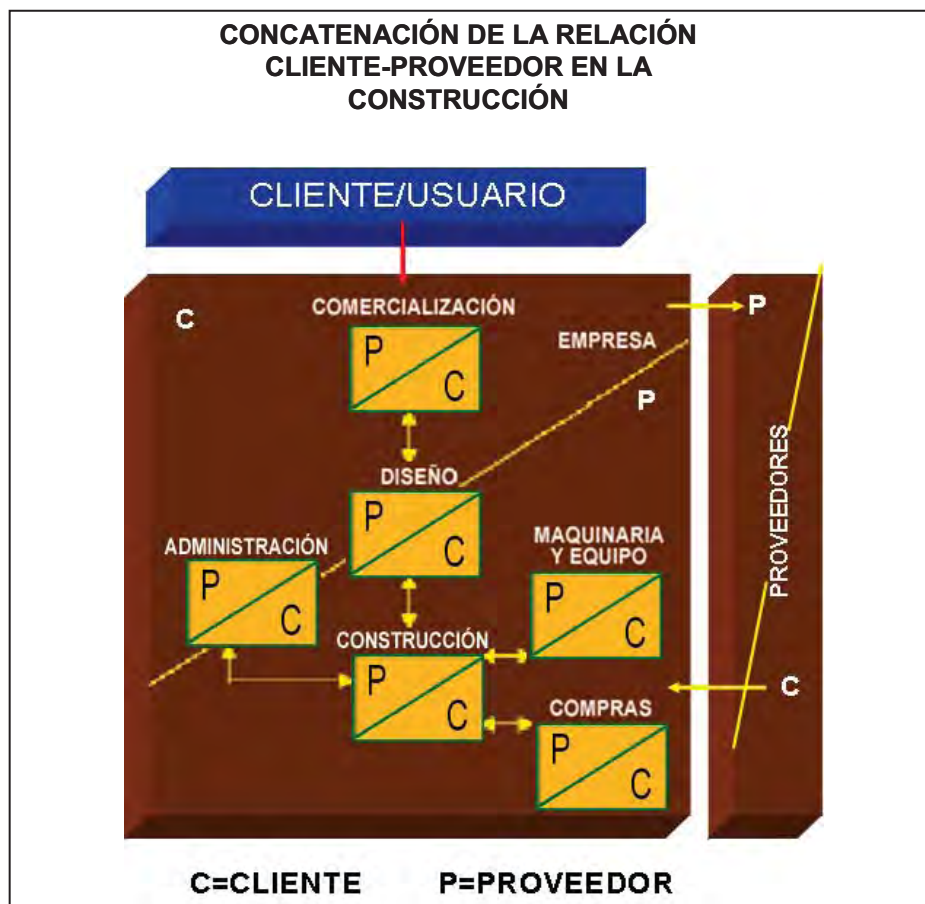 CONCATENACIÓN DE LA RELACIÓN
CLIENTE-PROVEEDOR EN LA
CONSTRUCCIÓN
CLIENTE/USUARIO
C
COMERCIALIZACIÓN
P
C
EMPRESA
P
P
DISEÑO
P
C
ADMINISTRACIÓN
P
C
MAQUINARIA
Y EQUIPO
P
C
CONSTRUCCIÓN
P
C
COMPRAS
P
C
PROVEEDORES
C
C=CLIENTE P=PROVEEDOR